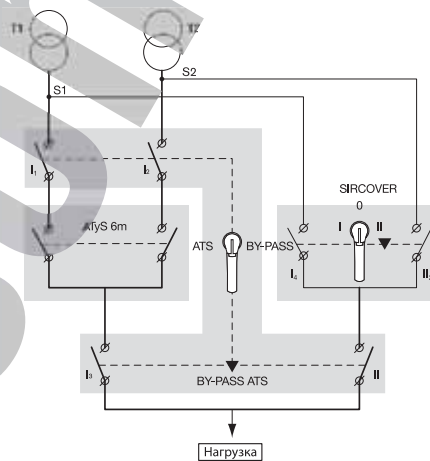 T1 T2
S2
S1
I₁ I₂
SIRCOVER
0
ATyS 6m
ATS BY-PASS
I II
I₄ II₅
I₃ II
BY-PASS ATS
Нагрузка